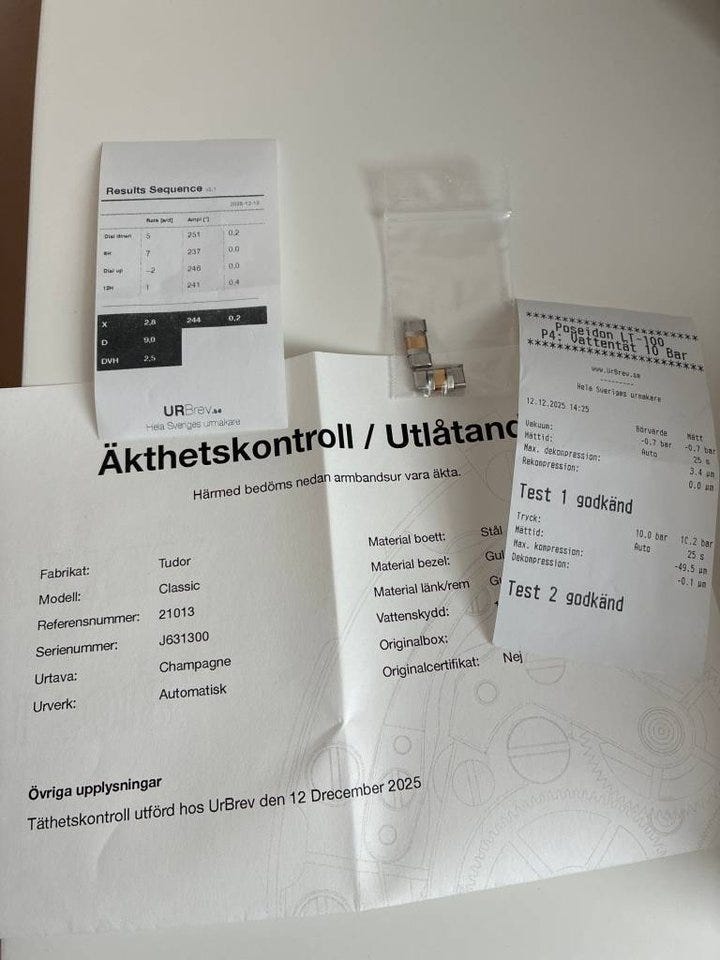 Results Sequence v3.1
2025-12-12
Rate [s/d] Ampl [°]
Dial down 5 251 0,2
6H 7 237 0,0
Dial up -2 246 0,0
12H 1 241 0,4
X 2,8 244 0,2
D 9,0
DVH 2,5
URBrev.se
Hela Sveriges urmakare
********************
Poseidon LT-100
P4: Vattentät 10 Bar
********************
www.UrBrev.se
---------
Hela Sveriges urmakare
12.12.2025 14:25
Börvärde Mätt
Vakuum: -0.7 bar -0.7 bar
Mättid: Auto 25 s
Max. dekompression: 3.4 µm
Rekompression: 0.0 µm
Test 1 godkänd
Tryck: 10.0 bar 10.2 bar
Mättid: Auto 25 s
Max. kompression: -49.5 µm
Dekompression: -0.1 µm
Test 2 godkänd
Äkthetskontroll / Utlåtand
Härmed bedöms nedan armbandsur vara äkta.
Fabrikat: Tudor
Modell: Classic
Referensnummer: 21013
Serienummer: J631300
Urtava: Champagne
Urverk: Automatisk
Material boett: Stål
Material bezel: Gul
Material länk/rem
Vattenskydd:
Originalbox:
Originalcertifikat: Nej
Övriga upplysningar
Täthetskontroll utförd hos UrBrev den 12 Drecember 2025